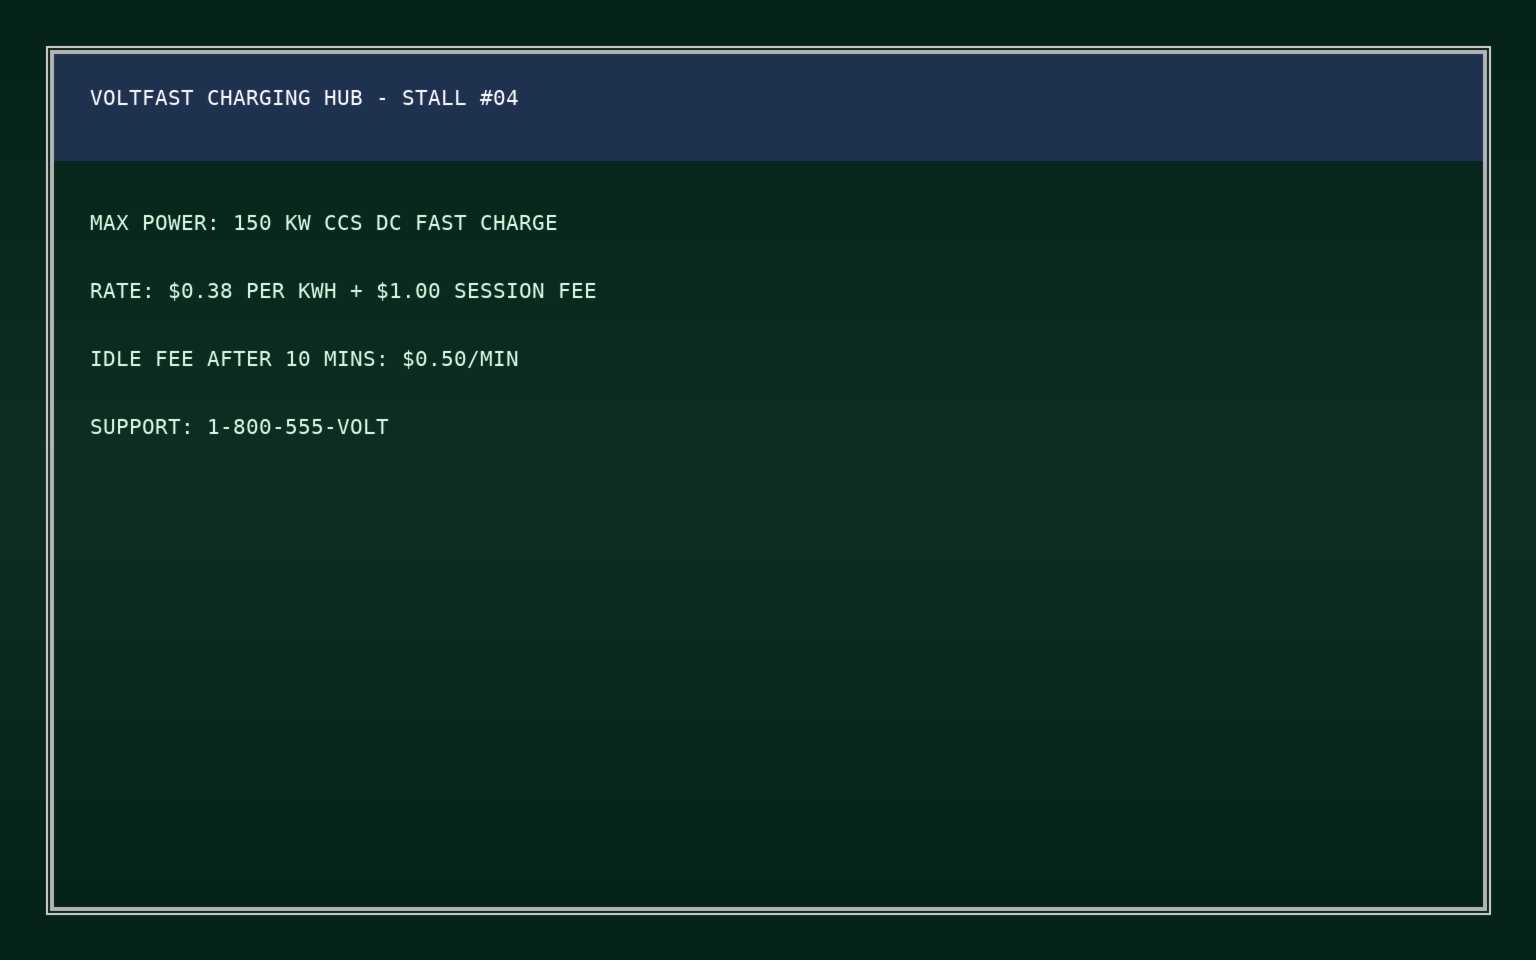 VOLTFAST CHARGING HUB - STALL #04
MAX POWER: 150 KW CCS DC FAST CHARGE
RATE: $0.38 PER KWH + $1.00 SESSION FEE
IDLE FEE AFTER 10 MINS: $0.50/MIN
SUPPORT: 1-800-555-VOLT